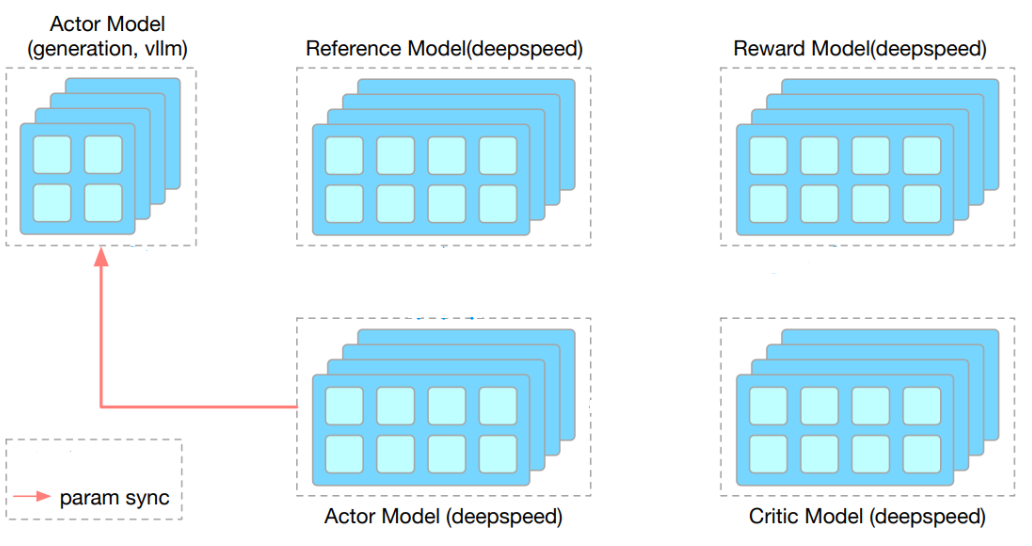 Actor Model
(generation, vllm)
Reference Model(deepspeed)
Reward Model(deepspeed)
param sync
Actor Model (deepspeed)
Critic Model (deepspeed)